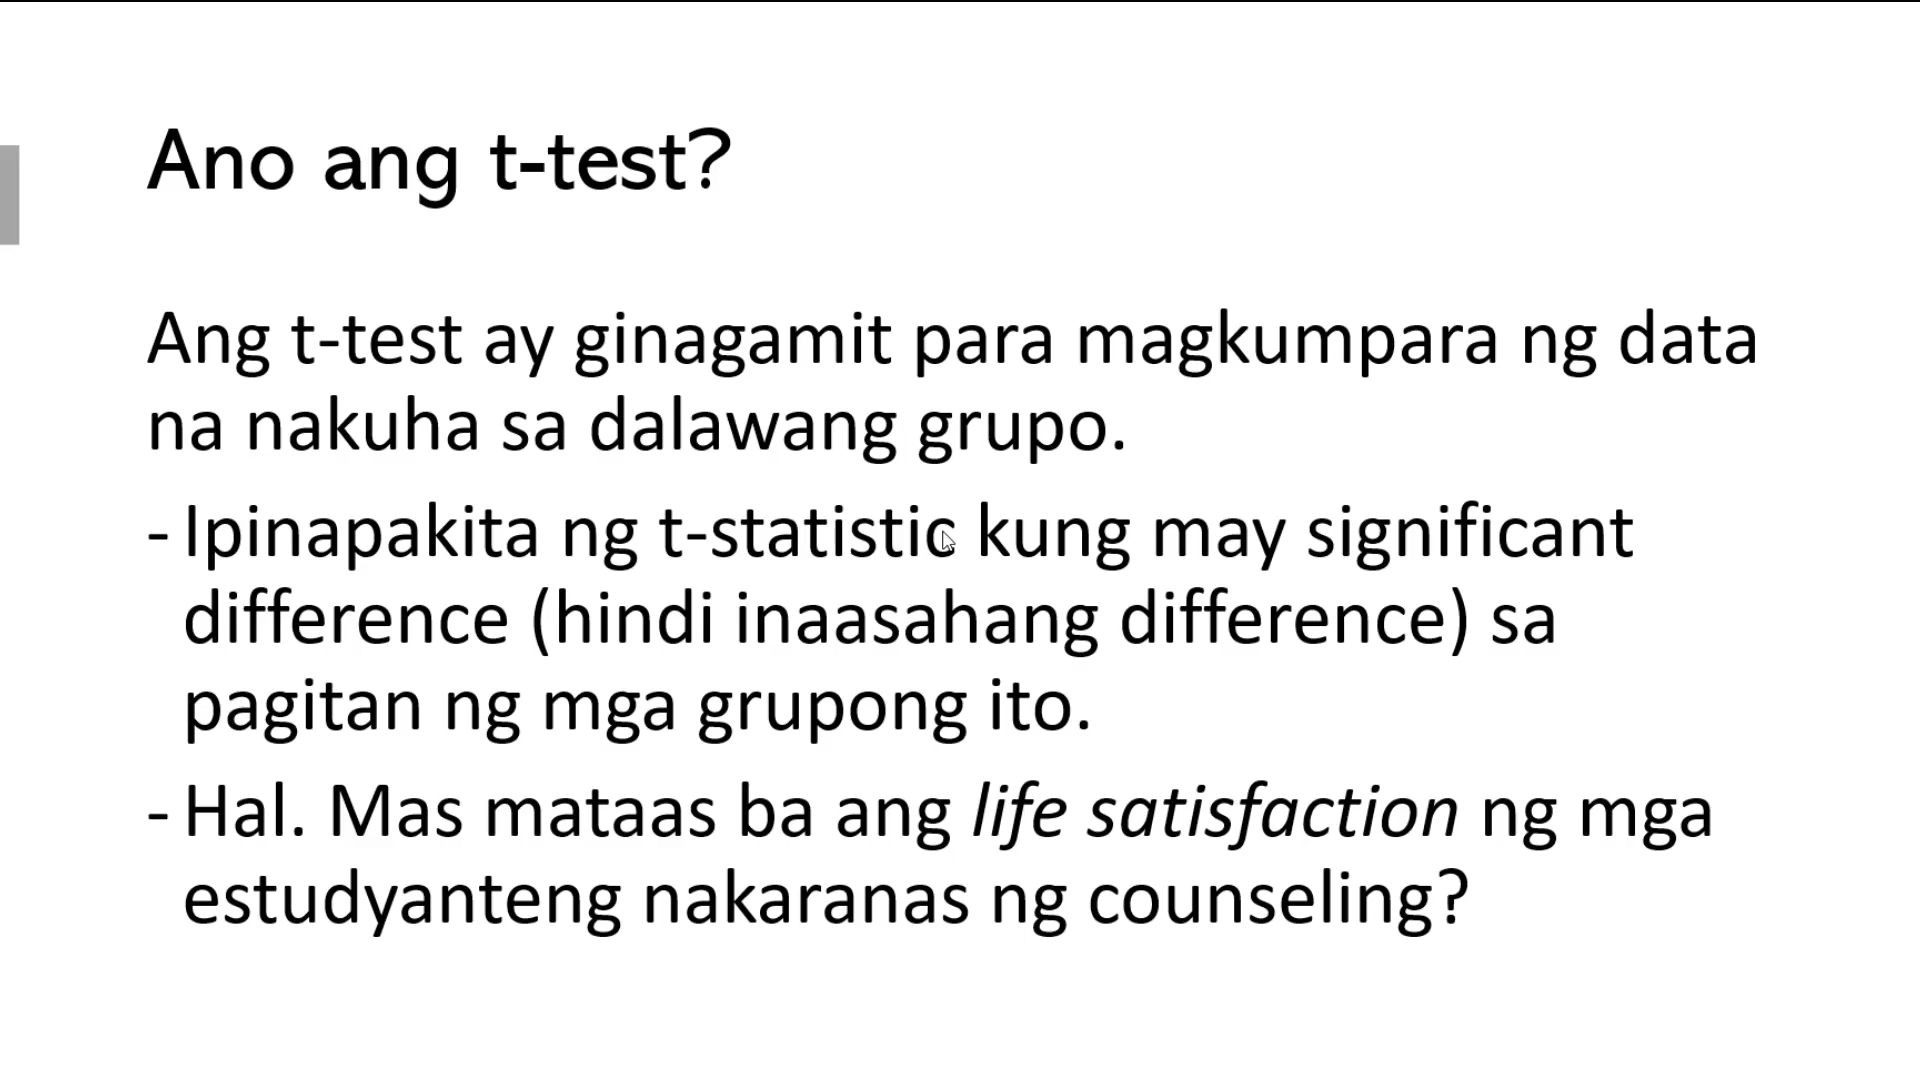 Ano ang t-test?
Ang t-test ay ginagamit para magkumpara ng data
na nakuha sa dalawang grupo.
- Ipinapakita ng t-statistic kung may significant
difference (hindi inaasahang difference) sa
pagitan ng mga grupong ito.
- Hal. Mas mataas ba ang life satisfaction ng mga
estudyanteng nakaranas ng counseling?